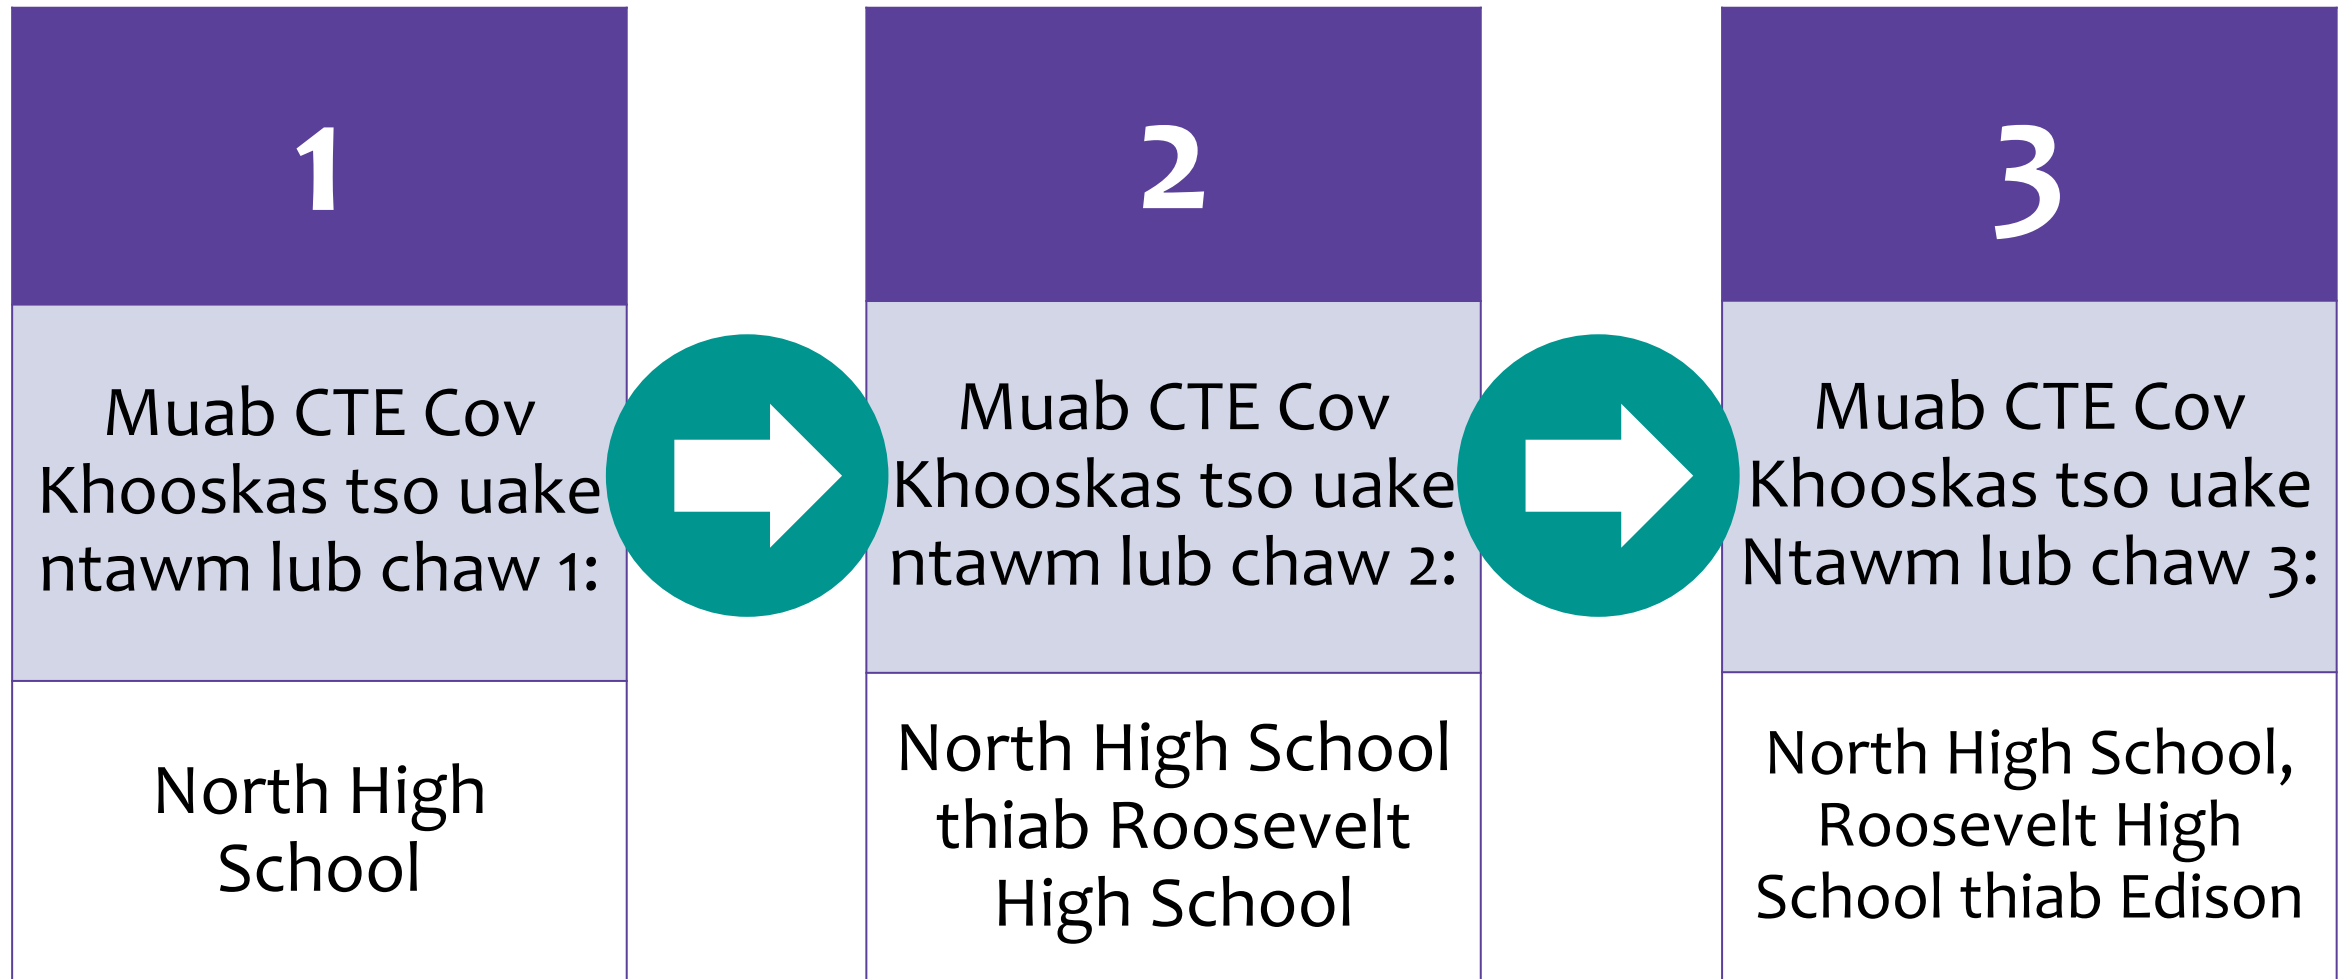 1
Muab CTE Cov
Khooskas tso uake
ntawm lub chaw 1:
North High
School
2
Muab CTE Cov
Khooskas tso uake
ntawm lub chaw 2:
North High School
thiab Roosevelt
High School
3
Muab CTE Cov
Khooskas tso uake
Ntawm lub chaw 3:
North High School,
Roosevelt High
School thiab Edison